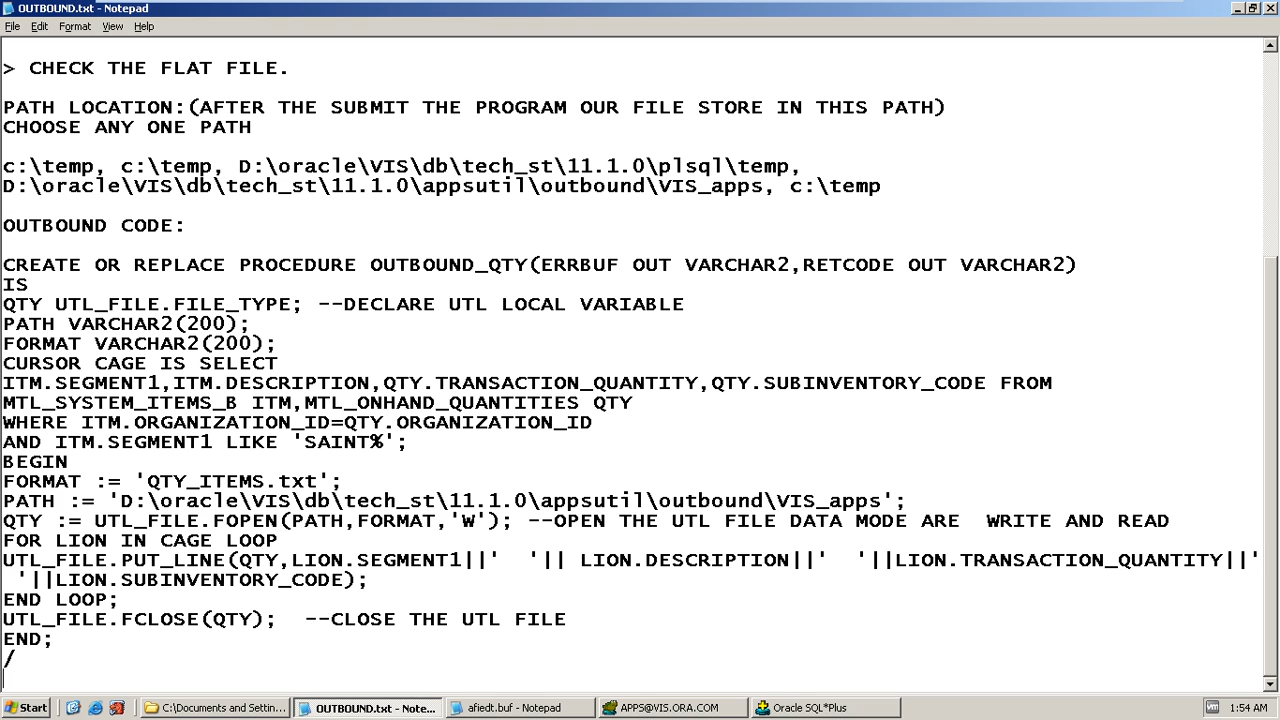 OUTBOUND.txt - Notepad
File Edit Format View Help
> CHECK THE FLAT FILE.
PATH LOCATION:(AFTER THE SUBMIT THE PROGRAM OUR FILE STORE IN THIS PATH)
CHOOSE ANY ONE PATH
c:\temp, c:\temp, D:\oracle\VIS\db\tech_st\11.1.0\plsql\temp,
D:\oracle\VIS\db\tech_st\11.1.0\appsutil\outbound\VIS_apps, c:\temp
OUTBOUND CODE:
CREATE OR REPLACE PROCEDURE OUTBOUND_QTY(ERRBUF OUT VARCHAR2,RETCODE OUT VARCHAR2)
IS
QTY UTL_FILE.FILE_TYPE; --DECLARE UTL LOCAL VARIABLE
PATH VARCHAR2(200);
FORMAT VARCHAR2(200);
CURSOR CAGE IS SELECT
ITM.SEGMENT1,ITM.DESCRIPTION,QTY.TRANSACTION_QUANTITY,QTY.SUBINVENTORY_CODE FROM
MTL_SYSTEM_ITEMS_B ITM,MTL_ONHAND_QUANTITIES QTY
WHERE ITM.ORGANIZATION_ID=QTY.ORGANIZATION_ID
AND ITM.SEGMENT1 LIKE 'SAINT%';
BEGIN
FORMAT := 'QTY_ITEMS.txt';
PATH := 'D:\oracle\VIS\db\tech_st\11.1.0\appsutil\outbound\VIS_apps';
QTY := UTL_FILE.FOPEN(PATH,FORMAT,'W'); --OPEN THE UTL FILE DATA MODE ARE  WRITE AND READ
FOR LION IN CAGE LOOP
UTL_FILE.PUT_LINE(QTY,LION.SEGMENT1||'  '|| LION.DESCRIPTION||'  '||LION.TRANSACTION_QUANTITY||'
 '||LION.SUBINVENTORY_CODE);
END LOOP;
UTL_FILE.FCLOSE(QTY);  --CLOSE THE UTL FILE
END;
/
Start C:\Documents and Settin... OUTBOUND.txt - Note... afiedt.buf - Notepad APPS@VIS.ORA.COM Oracle SQL*Plus 1:54 AM